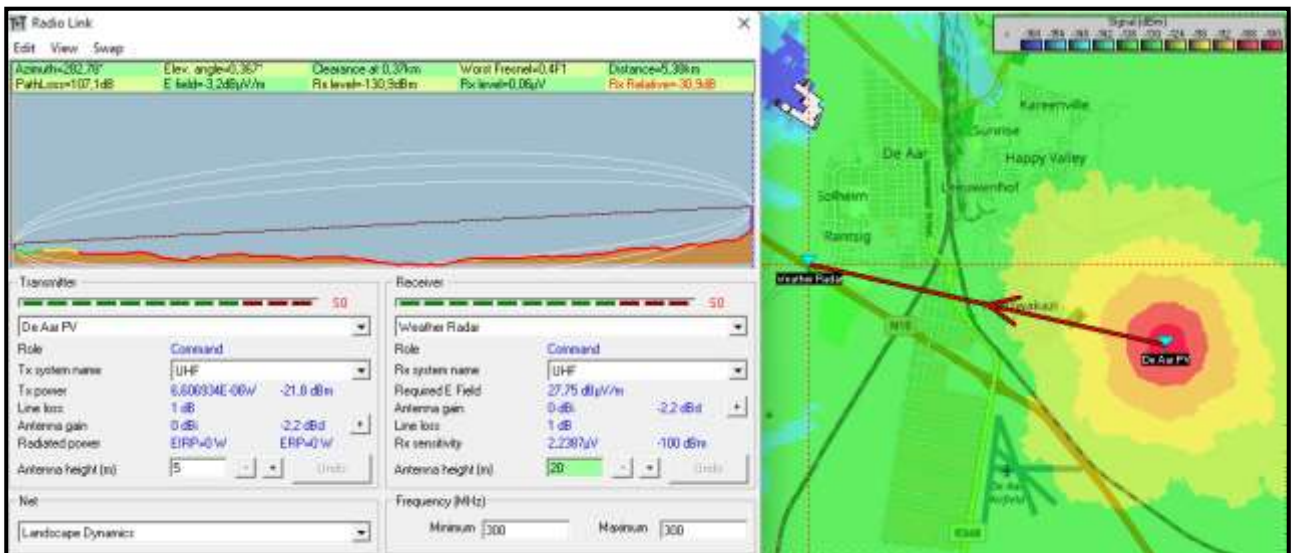 Radio Link
Edit View Swap
Azimuth=282,78° Elev. angle=0,367° Clearance at 0,37km Worst Fresnel=0,4F1 Distance=5,38km
PathLoss=107,1dB E field=-3,2dBμV/m Rx level=-130,9dBm Rx level=0,06μV Rx Relative=-30,9dB
Transmitter
S0
De Aar PV
Role Command
Tx system name UHF
Tx power 6,606934E-06W -21,8 dBm
Line loss 1 dB
Antenna gain 0 dBi -2,2 dBd +
Radiated power EIRP=0 W ERP=0 W
Antenna height (m) 5 - + Undo
Net
Landscape Dynamics
Receiver
S0
Weather Radar
Role Command
Rx system name UHF
Required E Field 27,75 dBμV/m
Antenna gain 0 dBi -2,2 dBd +
Line loss 1 dB
Rx sensitivity 2,2387μV -100 dBm
Antenna height (m) 20 - + Undo
Frequency (MHz)
Minimum 300 Maximum 300
Signal (dBm)
Kareenville
Sunrise
De Aar
Happy Valley
Leeuwenhof
Solheim
Rantsig
Weather Radar
N10
De Aar PV
De Aar
Airfield